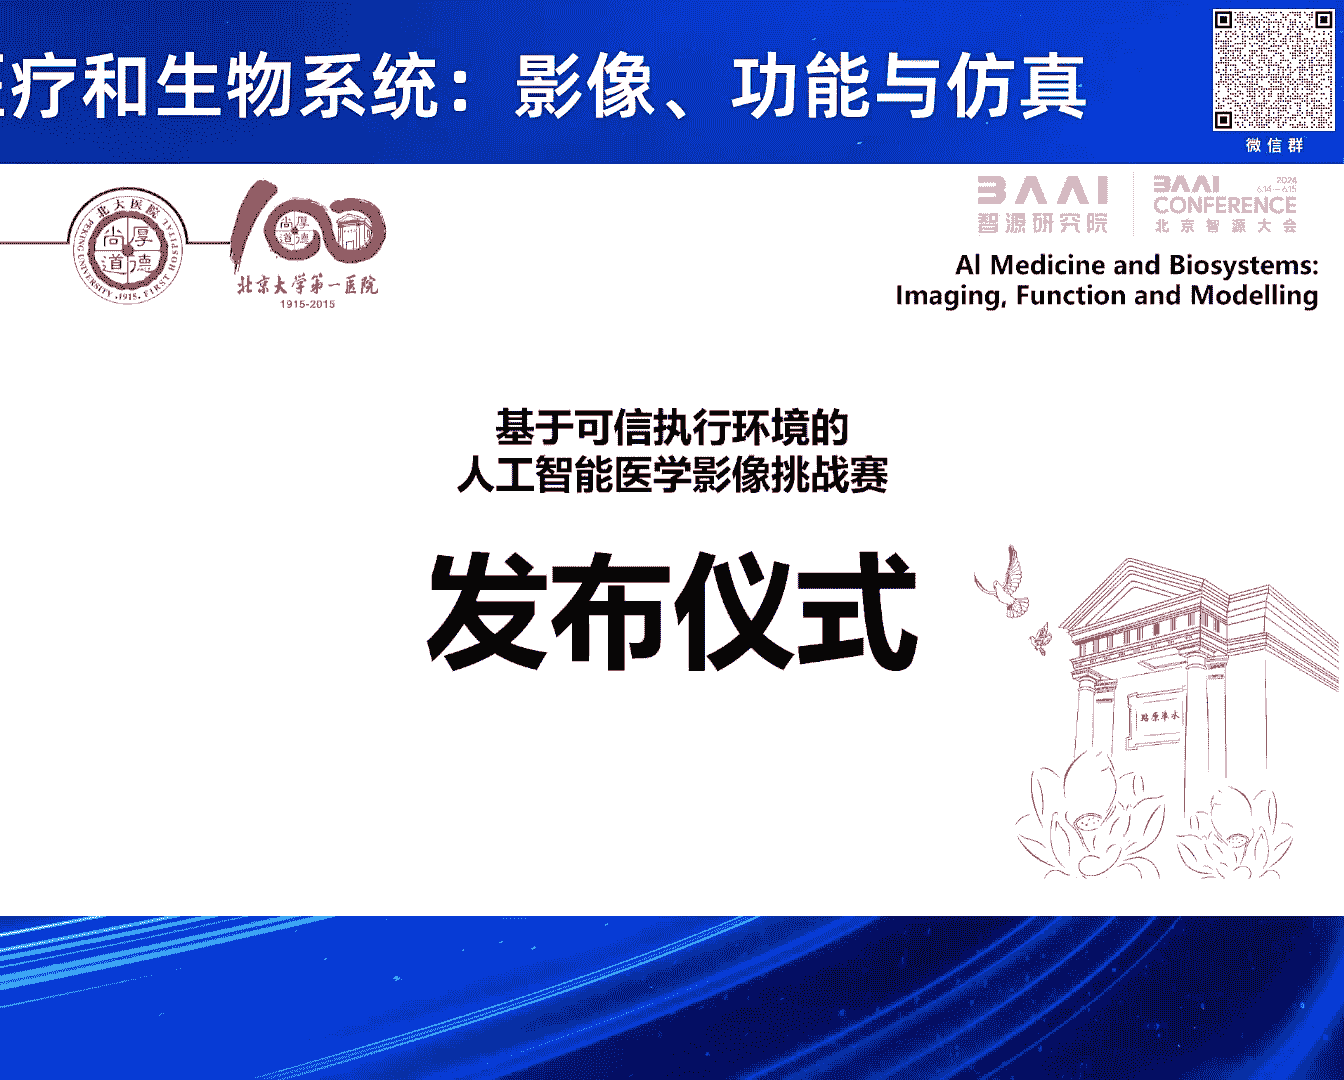 疗和生物系统：影像、功能与仿真
微信群
北大医院
尚 厚
道 德
PEKING UNIVERSITY .1915. FIRST HOSPITAL
100
尚 厚
道 德
北京大学第一医院
1915-2015
BAAI
智源研究院
2024
BAAI 6.14-6.15
CONFERENCE
北京智源大会
AI Medicine and Biosystems:
Imaging, Function and Modelling
基于可信执行环境的
人工智能医学影像挑战赛
发布仪式